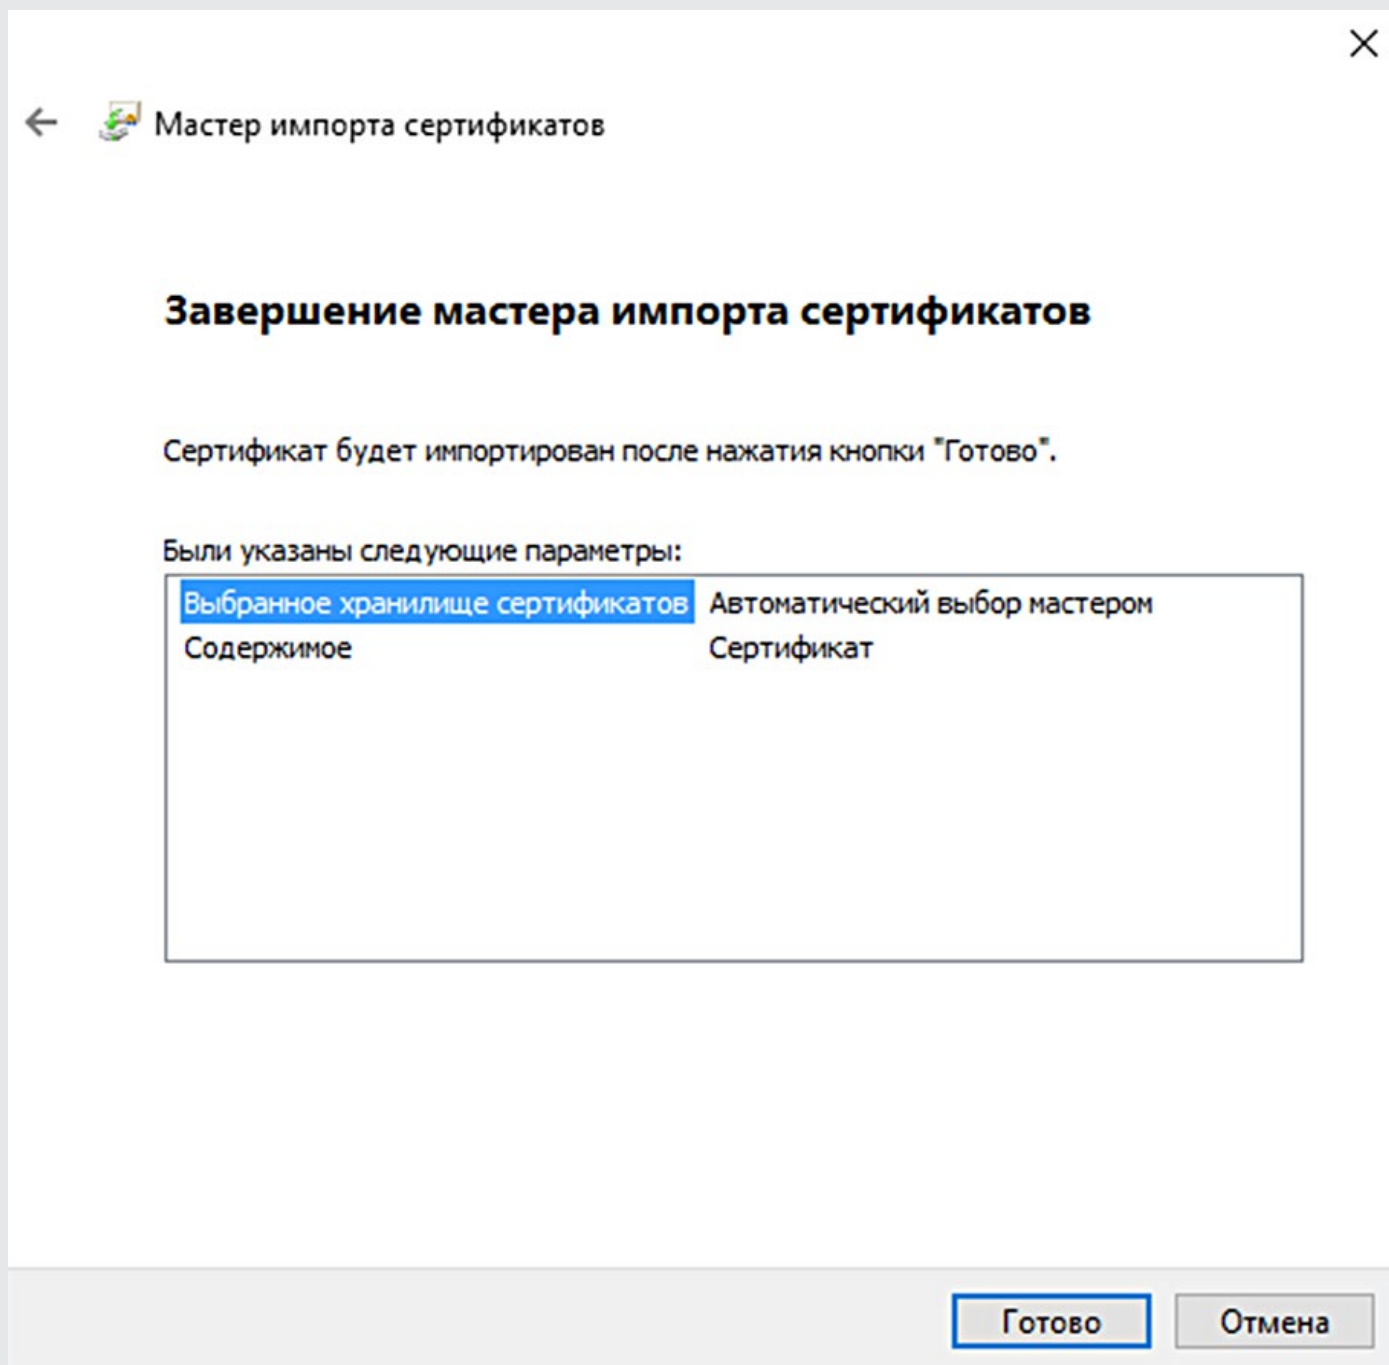 Мастер импорта сертификатов
Завершение мастера импорта сертификатов
Сертификат будет импортирован после нажатия кнопки "Готово".
Были указаны следующие параметры:
Выбранное хранилище сертификатов Автоматический выбор мастером
Содержимое Сертификат
Готово Отмена